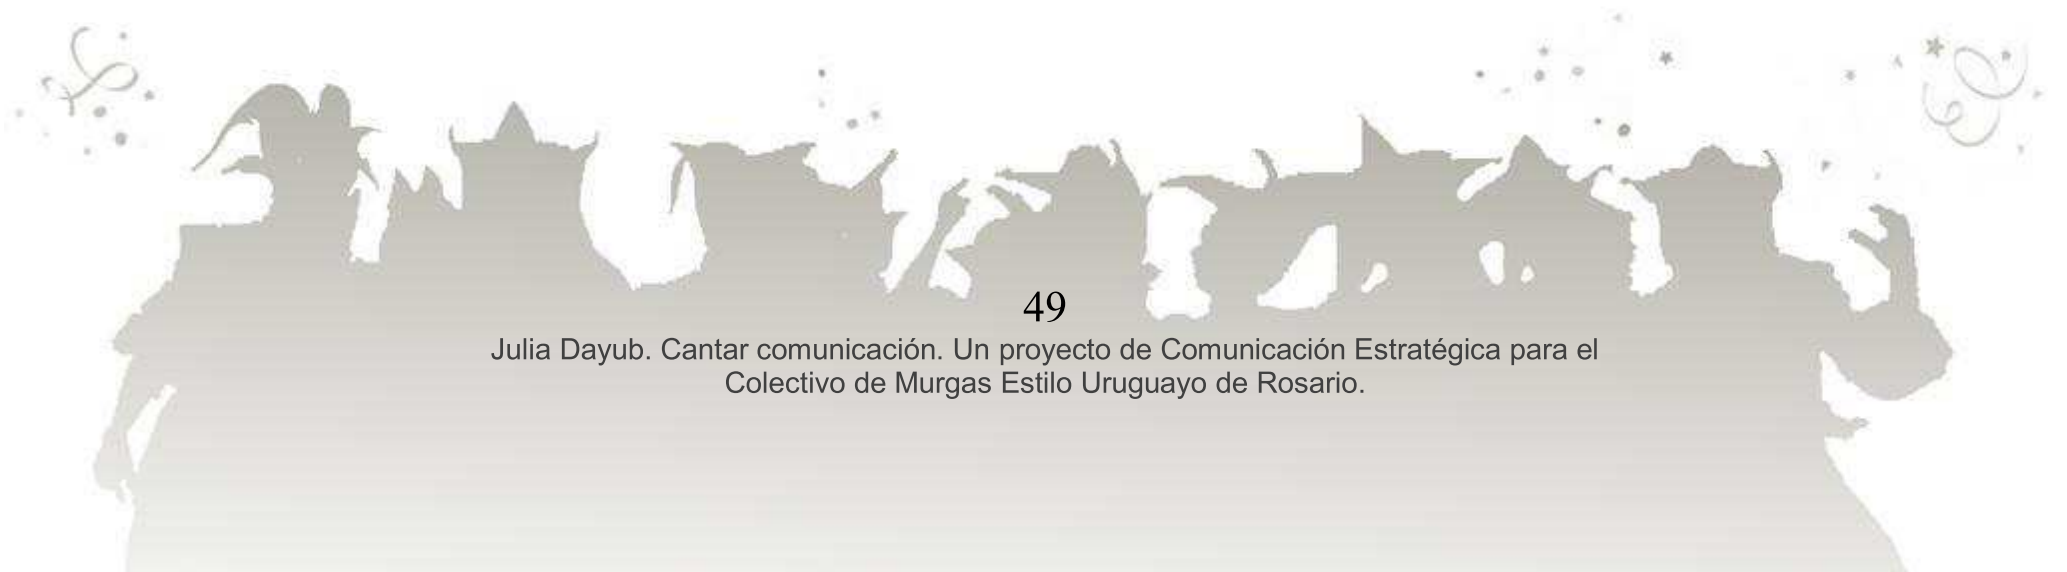 49
Julia Dayub. Cantar comunicación. Un proyecto de Comunicación Estratégica para el
Colectivo de Murgas Estilo Uruguayo de Rosario.